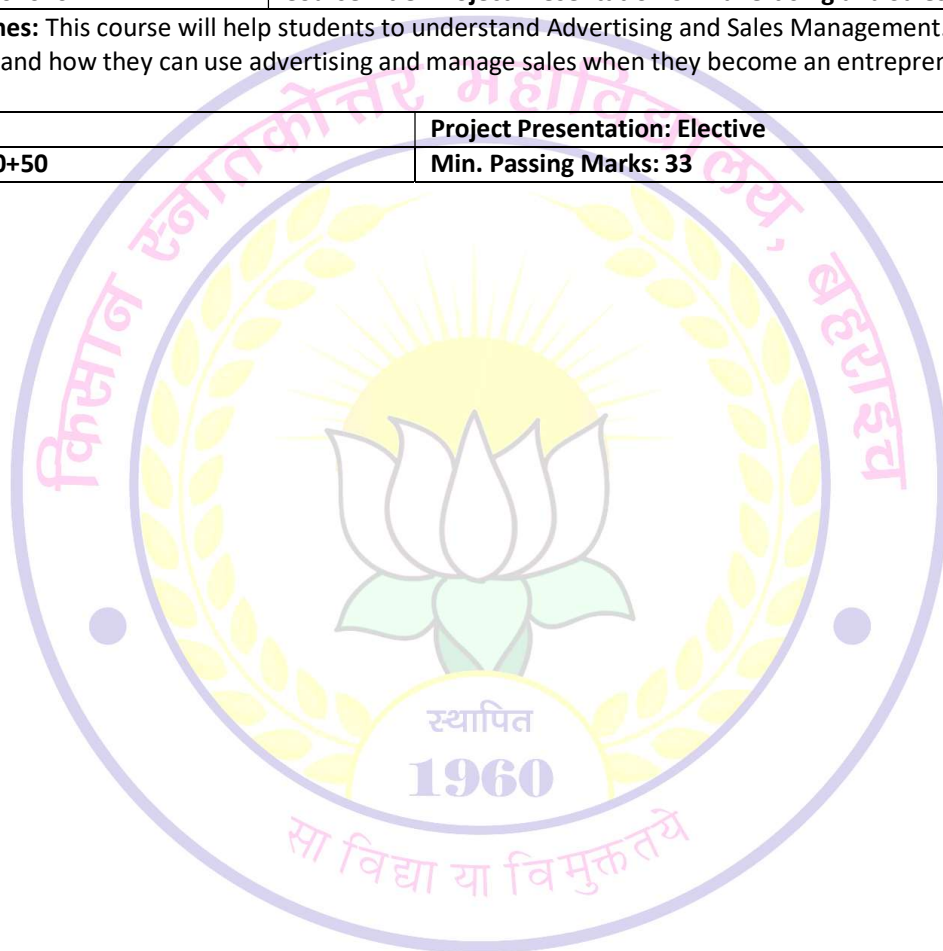 nes: This course will help students to understand Advertising and Sales Management.
and how they can use advertising and manage sales when they become an entrepren
Project Presentation: Elective
0+50 Min. Passing Marks: 33
किसान स्नातकोत्तर महाविद्यालय, बहराइच
स्थापित
1960
सा विद्या या विमुक्तये